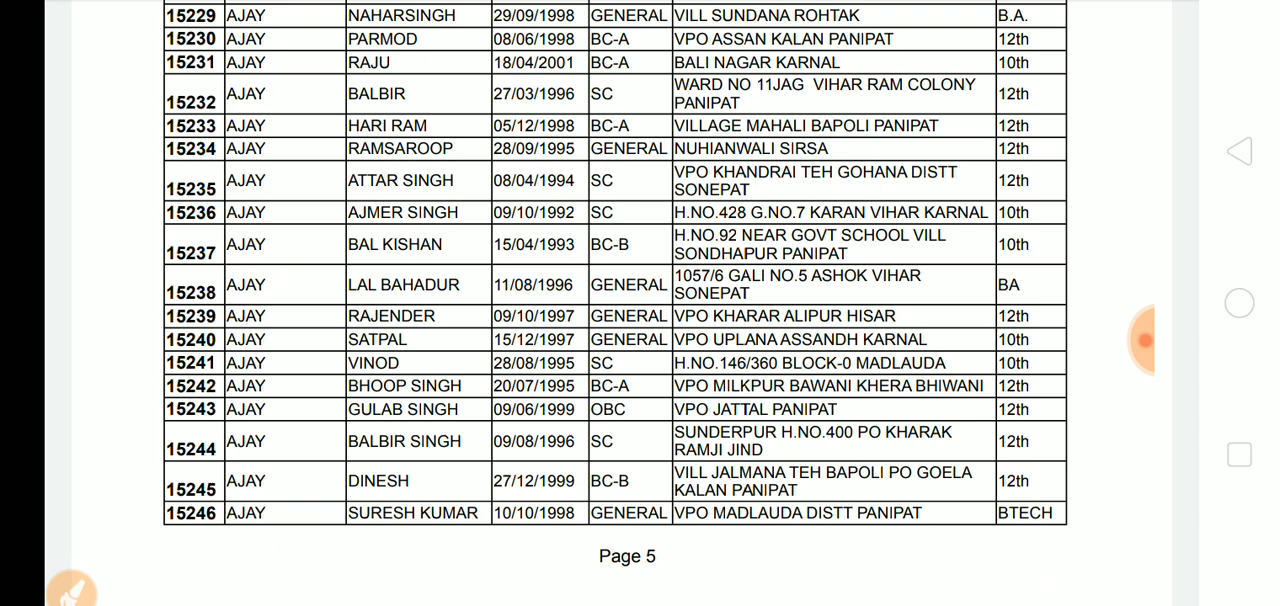 15229 AJAY NAHARSINGH 29/09/1998 GENERAL VILL SUNDANA ROHTAK B.A.
15230 AJAY PARMOD 08/06/1998 BC-A VPO ASSAN KALAN PANIPAT 12th
15231 AJAY RAJU 18/04/2001 BC-A BALI NAGAR KARNAL 10th
15232 AJAY BALBIR 27/03/1996 SC WARD NO 11JAG VIHAR RAM COLONY
PANIPAT 12th
15233 AJAY HARI RAM 05/12/1998 BC-A VILLAGE MAHALI BAPOLI PANIPAT 12th
15234 AJAY RAMSAROOP 28/09/1995 GENERAL NUHIANWALI SIRSA 12th
15235 AJAY ATTAR SINGH 08/04/1994 SC VPO KHANDRAI TEH GOHANA DISTT
SONEPAT 12th
15236 AJAY AJMER SINGH 09/10/1992 SC H.NO.428 G.NO.7 KARAN VIHAR KARNAL 10th
15237 AJAY BAL KISHAN 15/04/1993 BC-B H.NO.92 NEAR GOVT SCHOOL VILL
SONDHAPUR PANIPAT 10th
15238 AJAY LAL BAHADUR 11/08/1996 GENERAL 1057/6 GALI NO.5 ASHOK VIHAR
SONEPAT BA
15239 AJAY RAJENDER 09/10/1997 GENERAL VPO KHARAR ALIPUR HISAR 12th
15240 AJAY SATPAL 15/12/1997 GENERAL VPO UPLANA ASSANDH KARNAL 10th
15241 AJAY VINOD 28/08/1995 SC H.NO.146/360 BLOCK-0 MADLAUDA 10th
15242 AJAY BHOOP SINGH 20/07/1995 BC-A VPO MILKPUR BAWANI KHERA BHIWANI 12th
15243 AJAY GULAB SINGH 09/06/1999 OBC VPO JATTAL PANIPAT 12th
15244 AJAY BALBIR SINGH 09/08/1996 SC SUNDERPUR H.NO.400 PO KHARAK
RAMJI JIND 12th
15245 AJAY DINESH 27/12/1999 BC-B VILL JALMANA TEH BAPOLI PO GOELA
KALAN PANIPAT 12th
15246 AJAY SURESH KUMAR 10/10/1998 GENERAL VPO MADLAUDA DISTT PANIPAT BTECH
Page 5